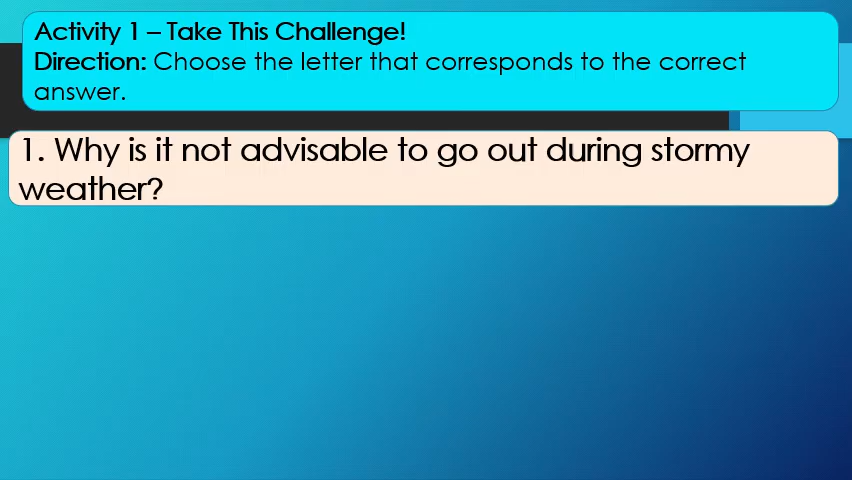 Activity 1 – Take This Challenge!
Direction: Choose the letter that corresponds to the correct
answer.
1. Why is it not advisable to go out during stormy
weather?